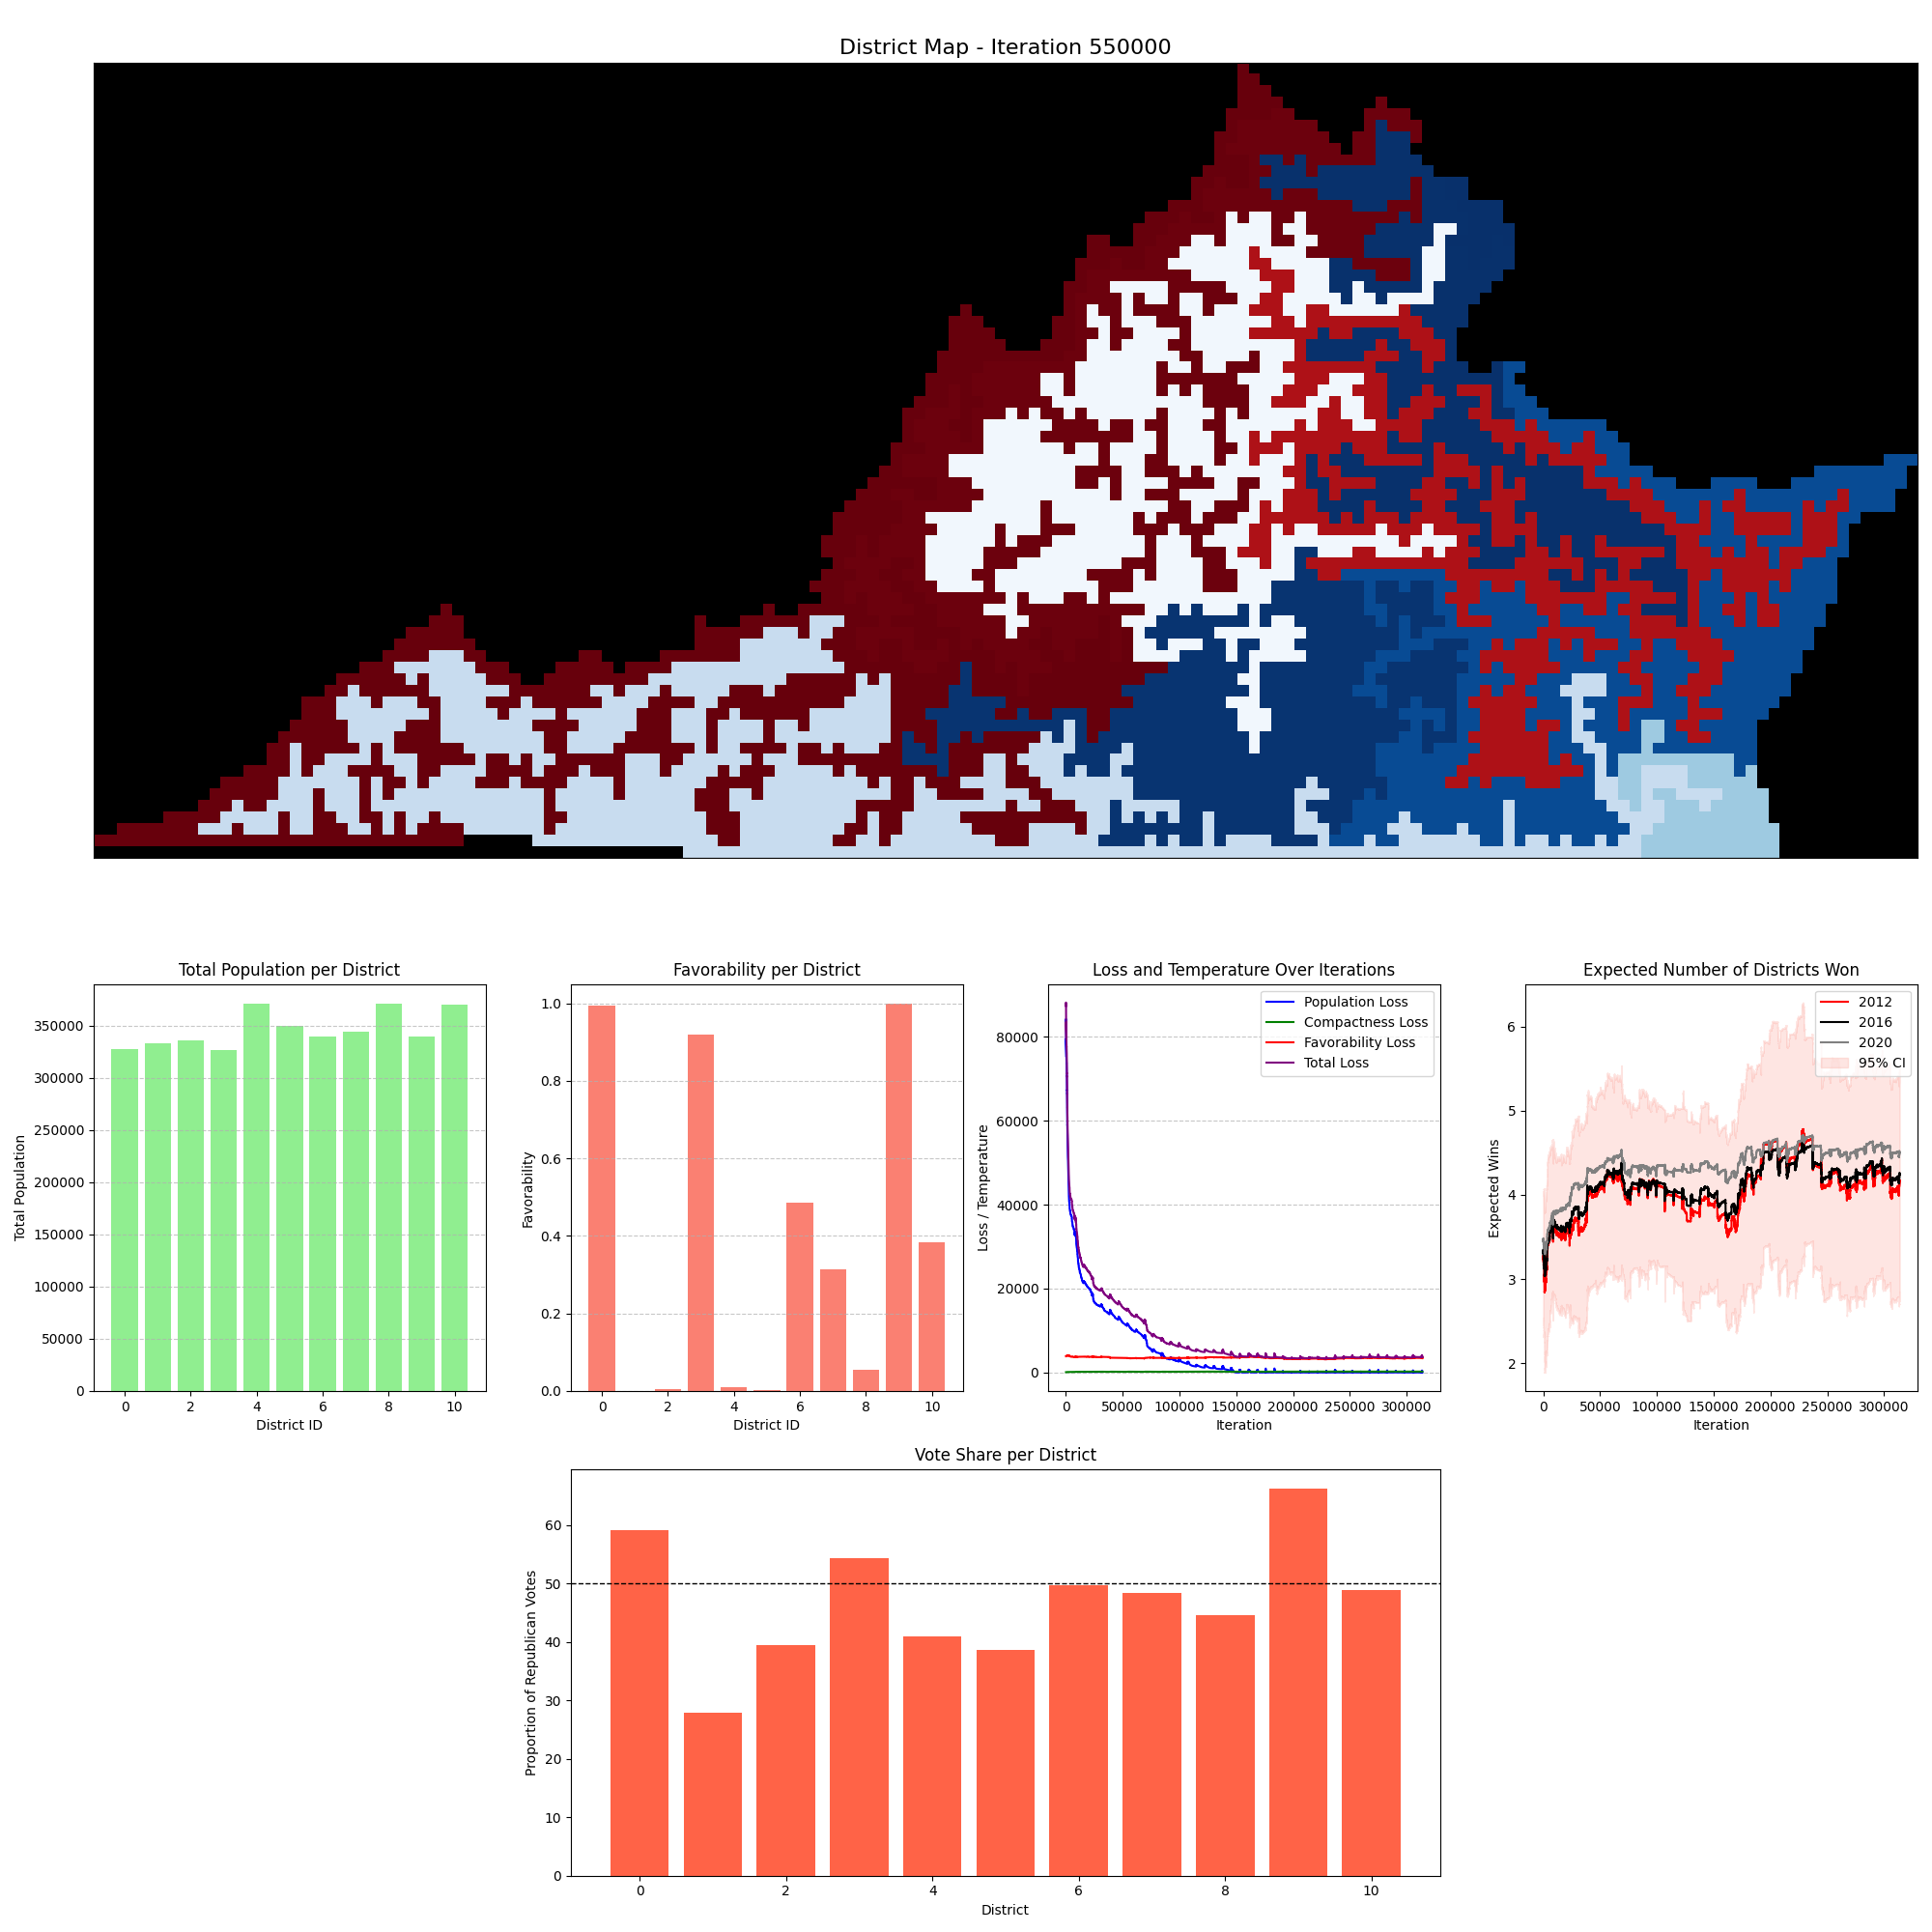 District Map - Iteration 550000
Total Population per District
Total Population
350000
300000
250000
200000
150000
100000
50000
0
0 2 4 6 8 10
District ID
Favorability per District
Favorability
1.0
0.8
0.6
0.4
0.2
0.0
0 2 4 6 8 10
District ID
Loss and Temperature Over Iterations
Loss / Temperature
80000
60000
40000
20000
0
Population Loss
Compactness Loss
Favorability Loss
Total Loss
0 50000 100000 150000 200000 250000 300000
Iteration
Expected Number of Districts Won
Expected Wins
6
5
4
3
2
2012
2016
2020
95% CI
0 50000 100000 150000 200000 250000 300000
Iteration
Vote Share per District
Proportion of Republican Votes
60
50
40
30
20
10
0
0 2 4 6 8 10
District